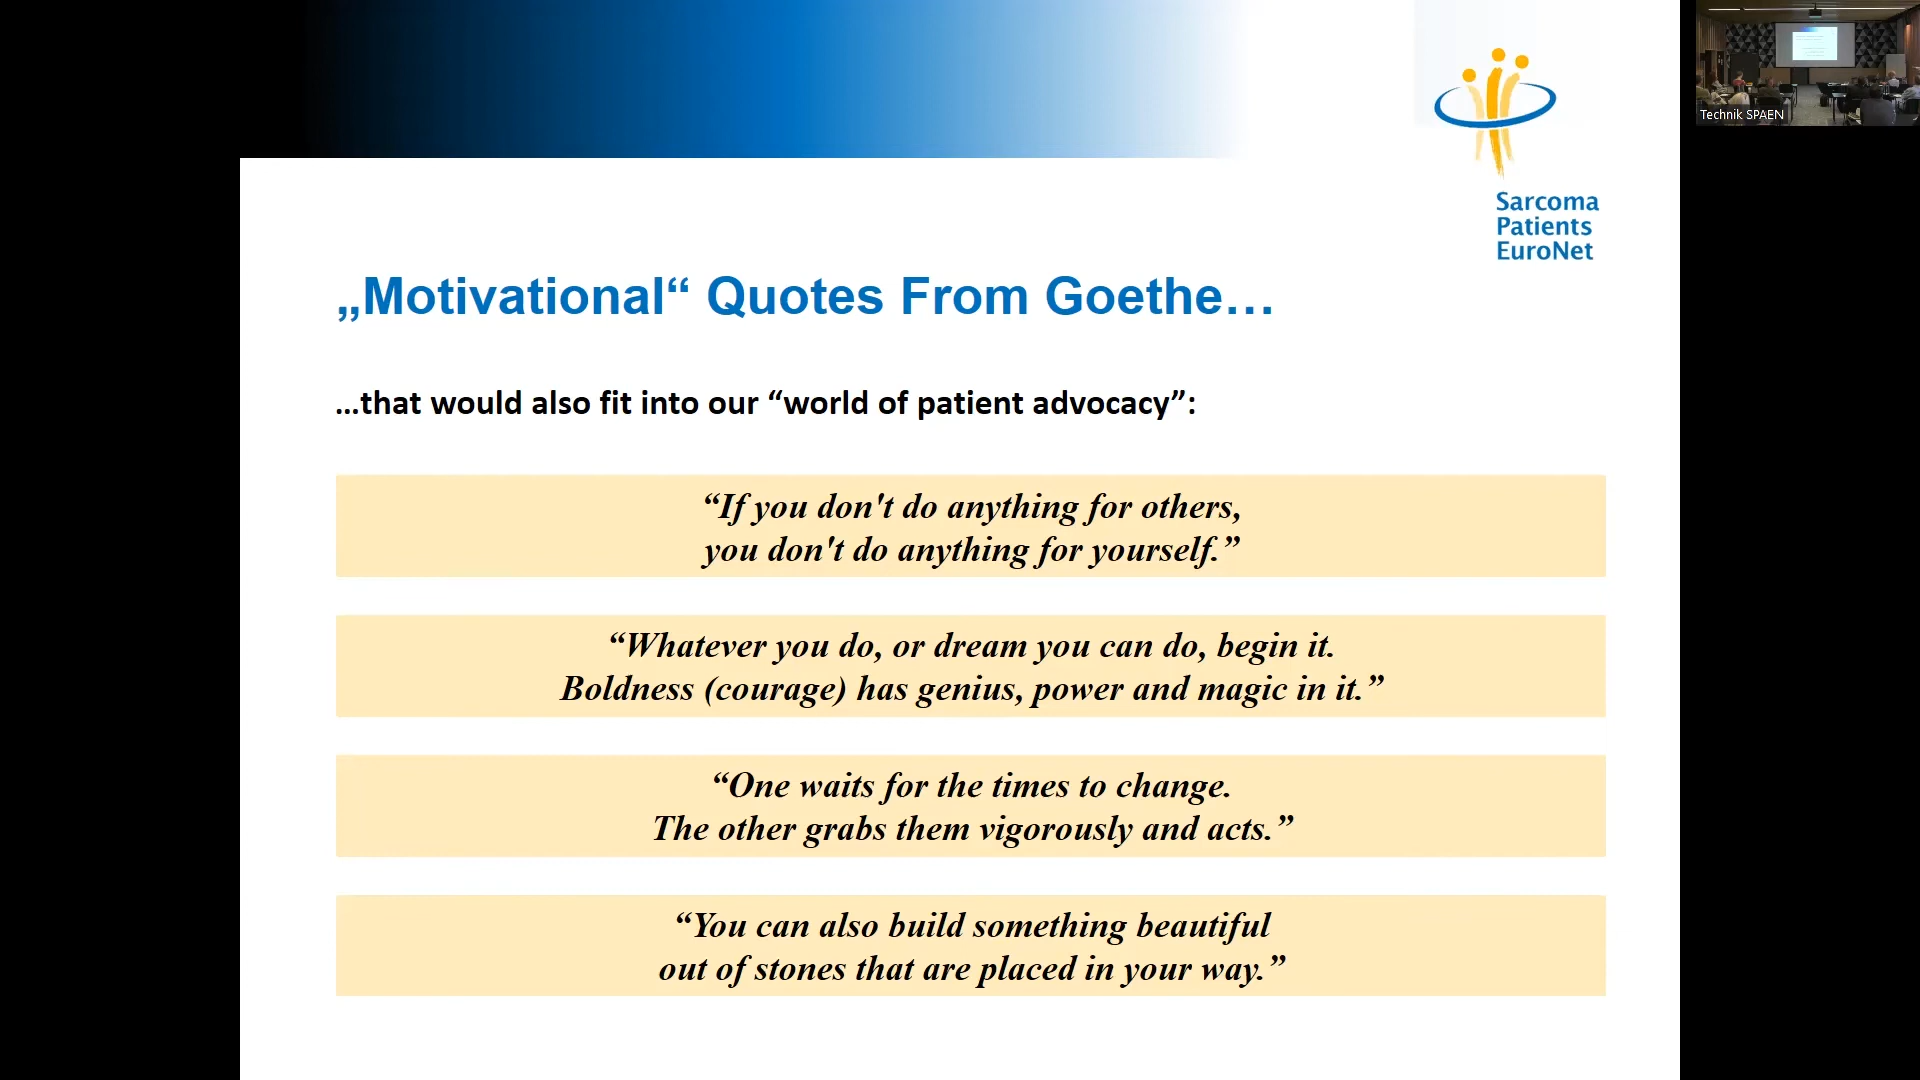 Technik SPAEN
Sarcoma
Patients
EuroNet
„Motivational“ Quotes From Goethe…
…that would also fit into our “world of patient advocacy”:
“If you don't do anything for others,
you don't do anything for yourself.”
“Whatever you do, or dream you can do, begin it.
Boldness (courage) has genius, power and magic in it.”
“One waits for the times to change.
The other grabs them vigorously and acts.”
“You can also build something beautiful
out of stones that are placed in your way.”